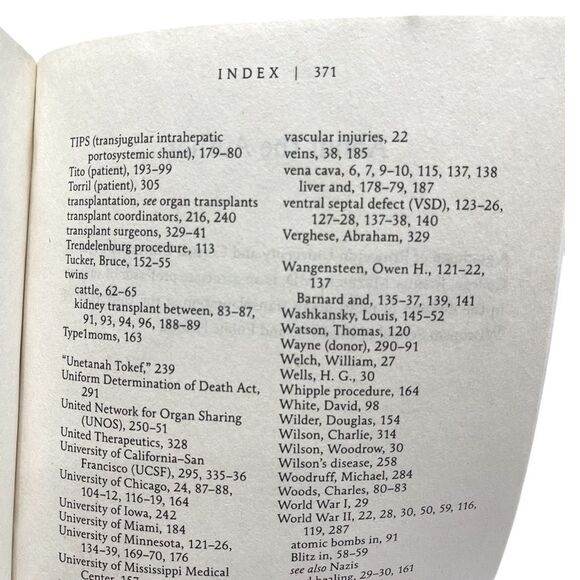 INDEX | 371
TIPS (transjugular intrahepatic
portosystemic shunt), 179–80
Tito (patient), 193–99
Torril (patient), 305
transplantation, see organ transplants
transplant coordinators, 216, 240
transplant surgeons, 329–41
Trendelenburg procedure, 113
Tucker, Bruce, 152–55
twins
cattle, 62–65
kidney transplant between, 83–87,
91, 93, 94, 96, 188–89
Type1moms, 163
"Unetanah Tokef," 239
Uniform Determination of Death Act,
291
United Network for Organ Sharing
(UNOS), 250–51
United Therapeutics, 328
University of California–San
Francisco (UCSF), 295, 335–36
University of Chicago, 24, 87–88,
104–12, 116–19, 164
University of Iowa, 242
University of Miami, 184
University of Minnesota, 121–26,
134–39, 169–70, 176
University of Mississippi Medical
Center, 157
vascular injuries, 22
veins, 38, 185
vena cava, 6, 7, 9–10, 115, 137, 138
liver and, 178–79, 187
ventral septal defect (VSD), 123–26,
127–28, 137–38, 140
Verghese, Abraham, 329
Wangensteen, Owen H., 121–22,
137
Barnard and, 135–37, 139, 141
Washkansky, Louis, 145–52
Watson, Thomas, 120
Wayne (donor), 290–91
Welch, William, 27
Wells, H. G., 30
Whipple procedure, 164
White, David, 98
Wilder, Douglas, 154
Wilson, Charlie, 314
Wilson, Woodrow, 30
Wilson's disease, 258
Woodruff, Michael, 284
Woods, Charles, 80–83
World War I, 29
World War II, 22, 28, 30, 50, 59, 116,
119, 287
atomic bombs in, 91
Blitz in, 58–59
see also Nazis
healing, 29–30, 161